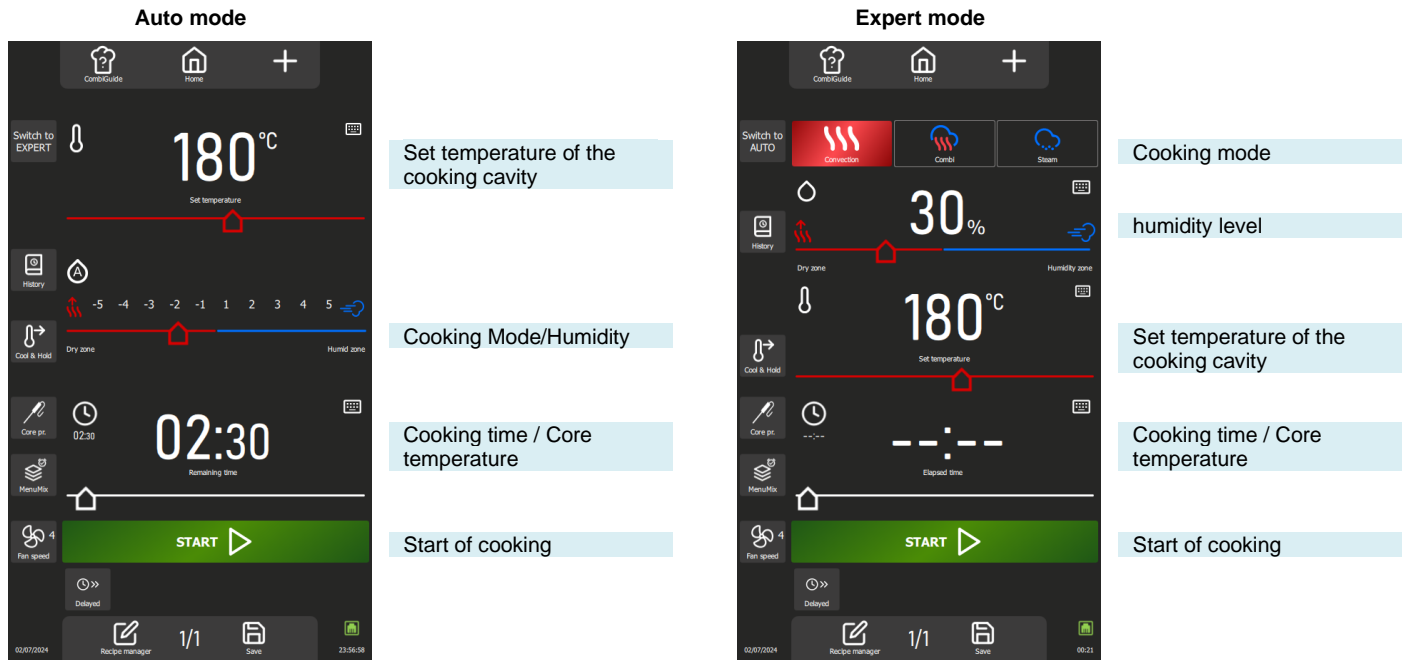 Auto mode
CombiGuide
Home
Switch to
EXPERT
180°C
Set temperature
Set temperature of the
cooking cavity
History
A
-5 -4 -3 -2 -1 1 2 3 4 5
Dry zone
Humid zone
Cooking Mode/Humidity
Cool & Hold
Core pr.
02:30
02:30
Remaining time
Cooking time / Core
temperature
MenuMix
4
Fan speed
START
Start of cooking
Delayed
Recipe manager
1/1
Save
02/07/2024
23:56:58
Expert mode
CombiGuide
Home
Switch to
AUTO
Convection
Combi
Steam
Cooking mode
30%
humidity level
History
Dry zone
Humidity zone
180°C
Set temperature
Set temperature of the
cooking cavity
Cool & Hold
Core pr.
--:--
--:--
Elapsed time
Cooking time / Core
temperature
MenuMix
4
Fan speed
START
Start of cooking
Delayed
Recipe manager
1/1
Save
02/07/2024
00:21